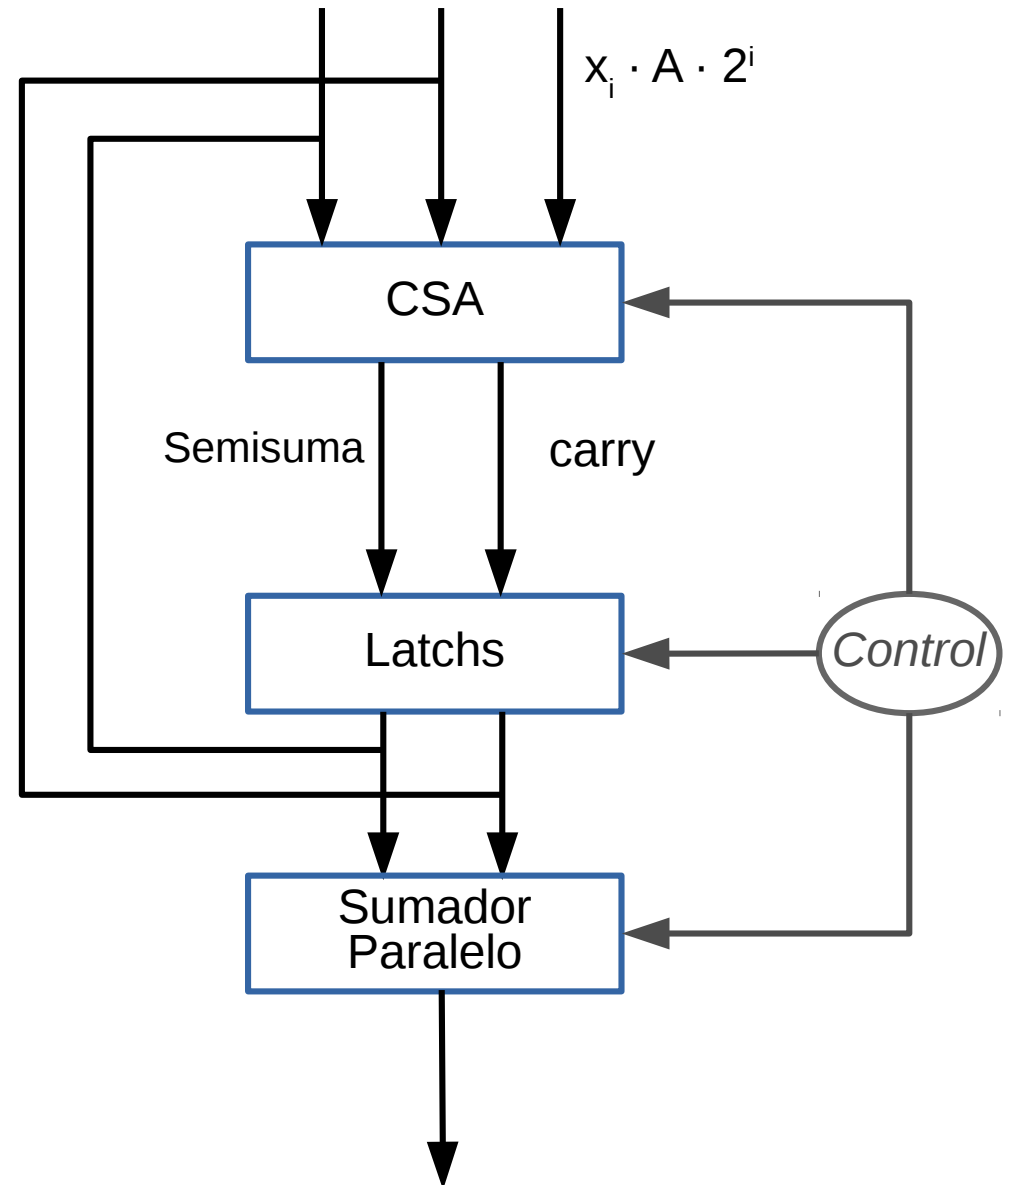 xᵢ · A · 2ⁱ
CSA
Semisuma
carry
Latchs
Control
Sumador
Paralelo